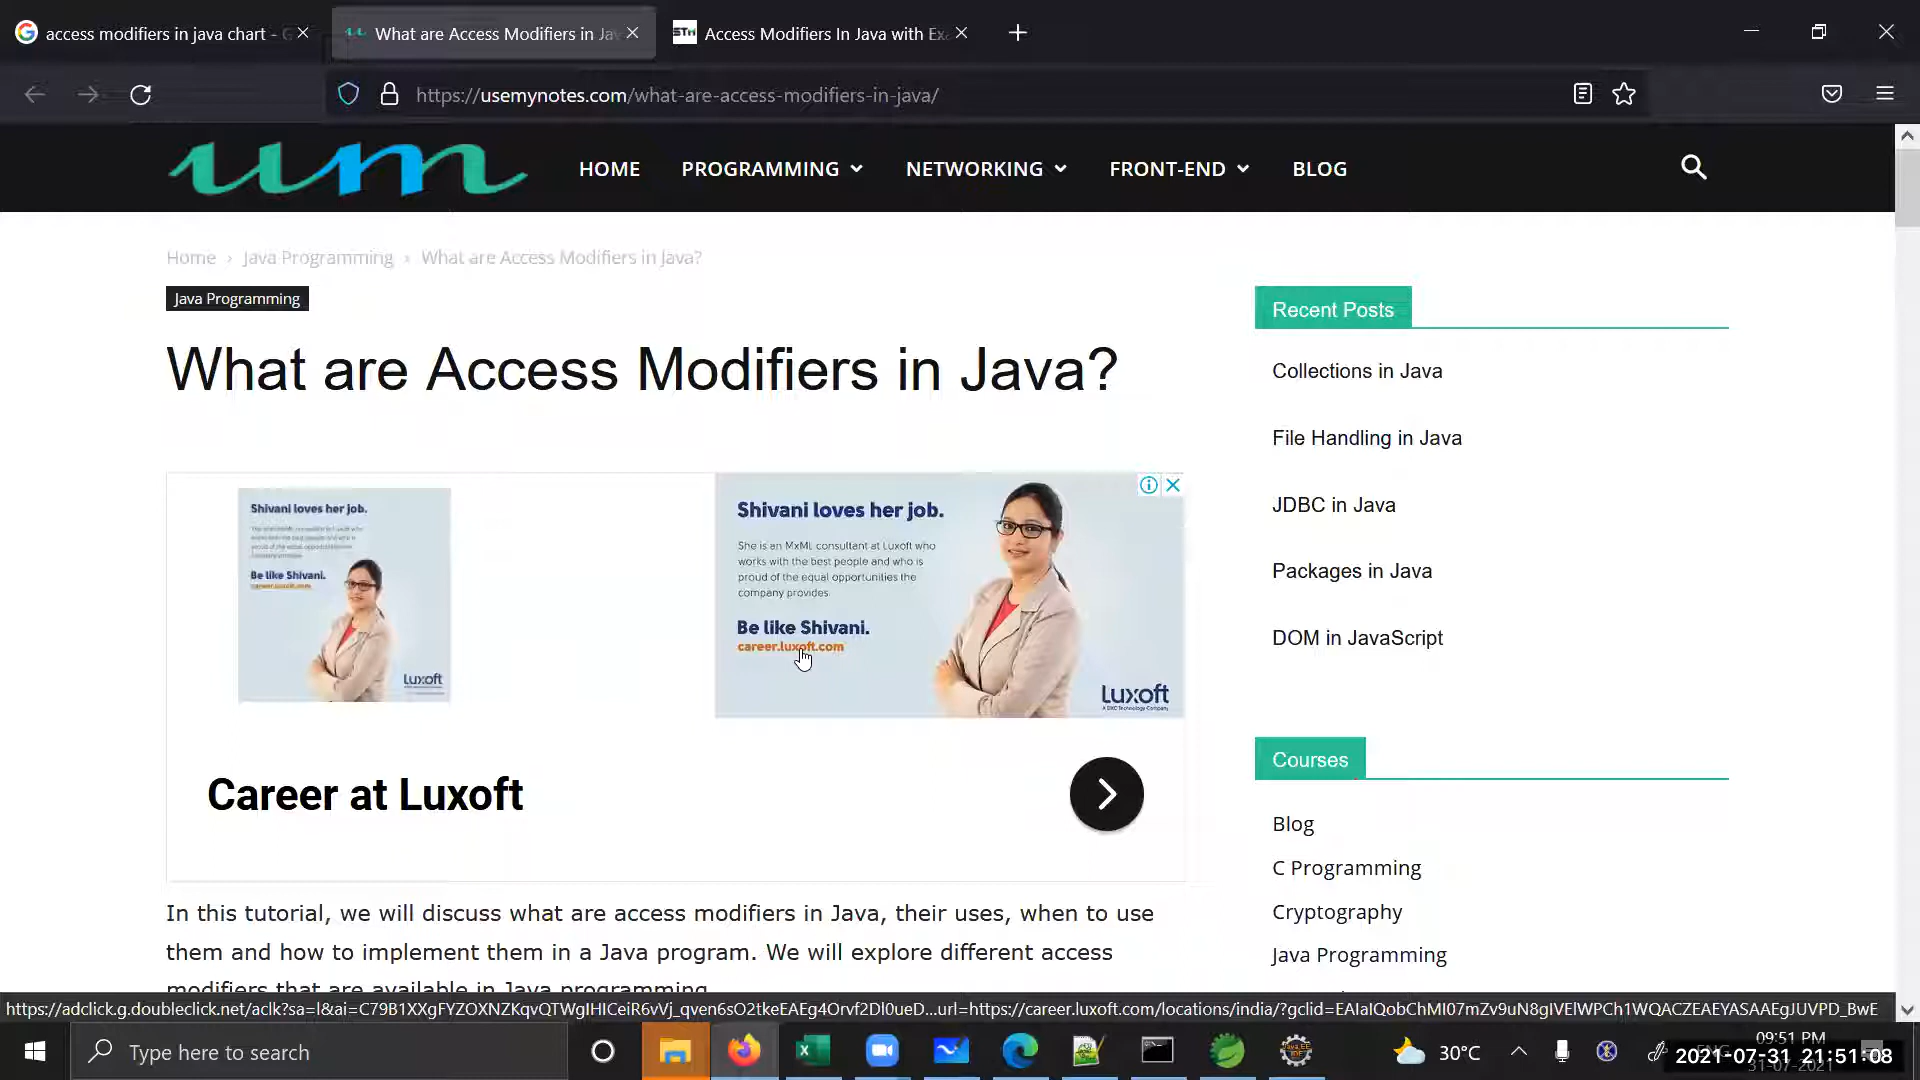 access modifiers in java chart - G
What are Access Modifiers in Jav
STH
Access Modifiers In Java with Exa
https://usemynotes.com/what-are-access-modifiers-in-java/
um
HOME
PROGRAMMING
NETWORKING
FRONT-END
BLOG
Home › Java Programming › What are Access Modifiers in Java?
Java Programming
What are Access Modifiers in Java?
Shivani loves her job.
Be like Shivani.
career.luxoft.com
Luxoft
Shivani loves her job.
She is an MxML consultant at Luxoft who
works with the best people and who is
proud of the equal opportunities the
company provides.
Be like Shivani.
career.luxoft.com
Luxoft
A DXC Technology Company
Career at Luxoft
In this tutorial, we will discuss what are access modifiers in Java, their uses, when to use
them and how to implement them in a Java program. We will explore different access
modifiers that are available in Java programming.
Recent Posts
Collections in Java
File Handling in Java
JDBC in Java
Packages in Java
DOM in JavaScript
Courses
Blog
C Programming
Cryptography
Java Programming
https://adclick.g.doubleclick.net/aclk?sa=l&ai=C79B1XXgFYZOXNZKqvQTWgIHICeiR6vVj_qven6sO2tkeEAEg4Orvf2Dl0ueD...url=https://career.luxoft.com/locations/india/?gclid=EAIaIQobChMI07mZv9uN8gIVElWPCh1WQACZEAEYASAAEgJUVPD_BwE
Type here to search
30°C
ENG
09:51 PM
31-07-2021
2021-07-31 21:51:08